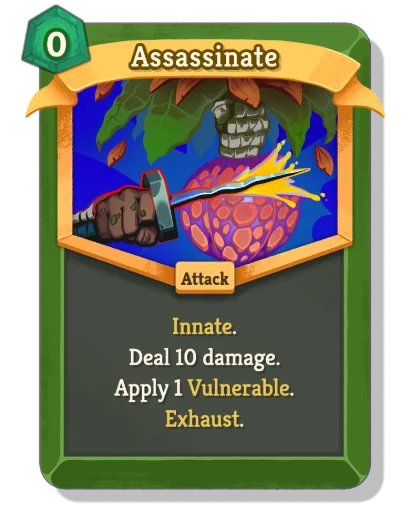 0
Assassinate
Attack
Innate.
Deal 10 damage.
Apply 1 Vulnerable.
Exhaust.